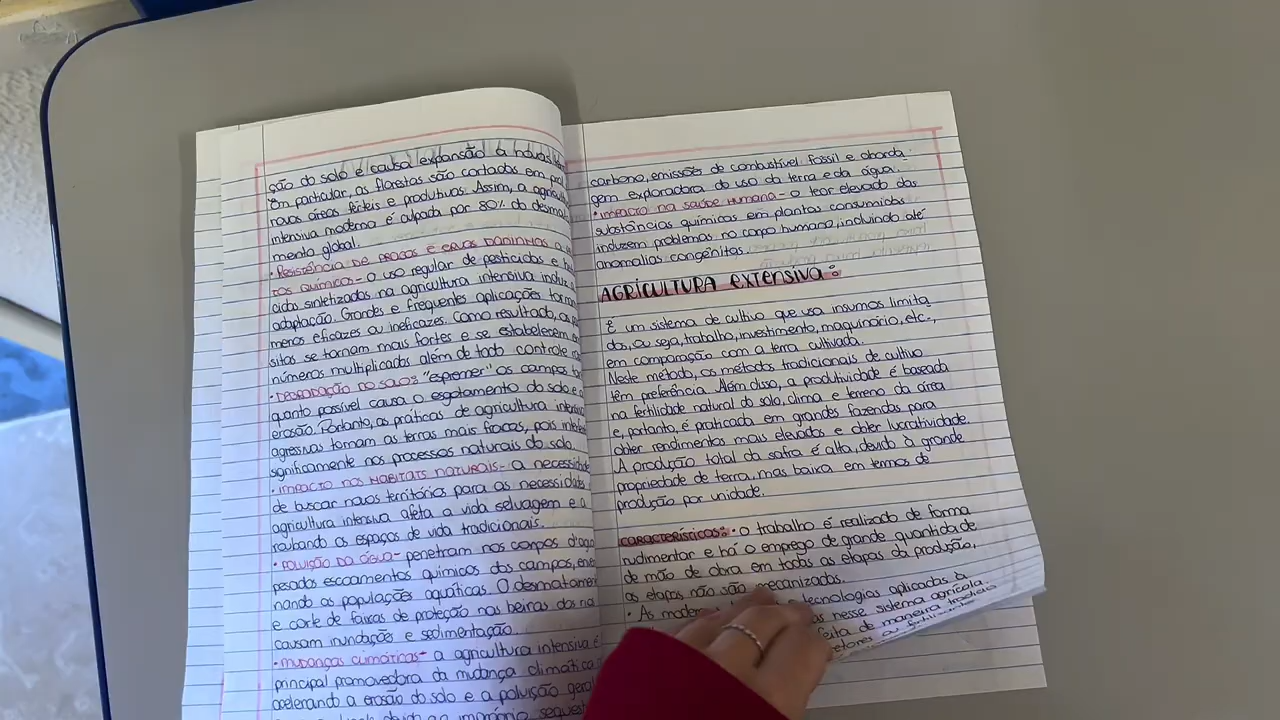 ção do solo e causa expansão à novas
Em particular, as florestas são cortadas em
novas áreas férteis e produtivas. Assim, a
intensiva moderna é culpada por 80% do
mento global.
• Resistência de pragas e ervas daninhas a
tos químicos - o uso regular de pesticidas e
cida sintetizados na agricultura intensiva
adaptação. Grandes e frequentes aplicações
menos eficazes ou ineficazes. Como resultado, os
sitas se tornam mais fortes e se estabelecem
números multiplicados além de todo controle
• Degradação do solo: "espremer" os campos
quanto possível causa o esgotamento do solo e
erosão. Portanto, as práticas de agricultura
agressivas tornam as terras mais fracas, pois
significamente nos processos naturais do solo.
• Impacto nos habitats naturais - a necessidade
de buscar novos territórios para as necessidades
agricultura intensiva afeta a vida selvagem e a
roubando os espaços de vida tradicionais.
• Poluição da água - penetram nos corpos d'água
pesados escoamentos químicos dos campos,
nando as populações aquáticas. O
e corte de faixas de proteção nas beiras dos
causam inundações e sedimentação.
• Mudanças climáticas - a agricultura intensiva é
principal promovedora da mudança climática
acelerando a erosão do solo e a poluição
carbono, emissões de combustível fóssil e aborda-
gem exploradora do uso da terra e da água.
• Impacto na saúde humana - o teor elevado das
substâncias químicas em plantas consumidas
induzem problemas no corpo humano, incluindo até
anomalias congênitas.
AGRICULTURA EXTENSIVA:
É um sistema de cultivo que usa insumos limita-
dos, ou seja, trabalho, investimento, maquinário, etc.,
em comparação com a terra cultivada.
Neste método, os métodos tradicionais de cultivo
têm preferência. Além disso, a produtividade é baseada
na fertilidade natural do solo, clima e terreno da área
e, portanto, é praticada em grandes fazendas para
obter rendimentos mais elevados e obter lucratividade.
A produção total da safra é alta, devido à grande
propriedade de terra, mas baixa em termos de
produção por unidade.
Características: • o trabalho é realizado de forma
rudimentar e há o emprego de grande quantidade
de mão de obra em todas as etapas da produção,
as etapas não são mecanizadas.
• As tecnologias aplicadas à
nesse sistema agrícola.
feita de maneira
ou